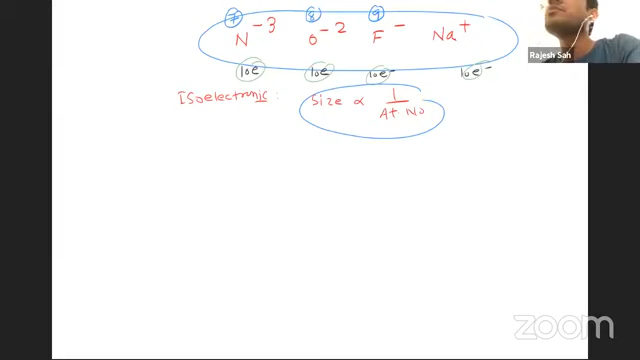 7 8 9
N⁻³ O⁻² F⁻ Na⁺
Rajesh Sah
10e 10e 10e⁻ 10e⁻
Isoelectronic : Size ∝ 1/At. No
zoom